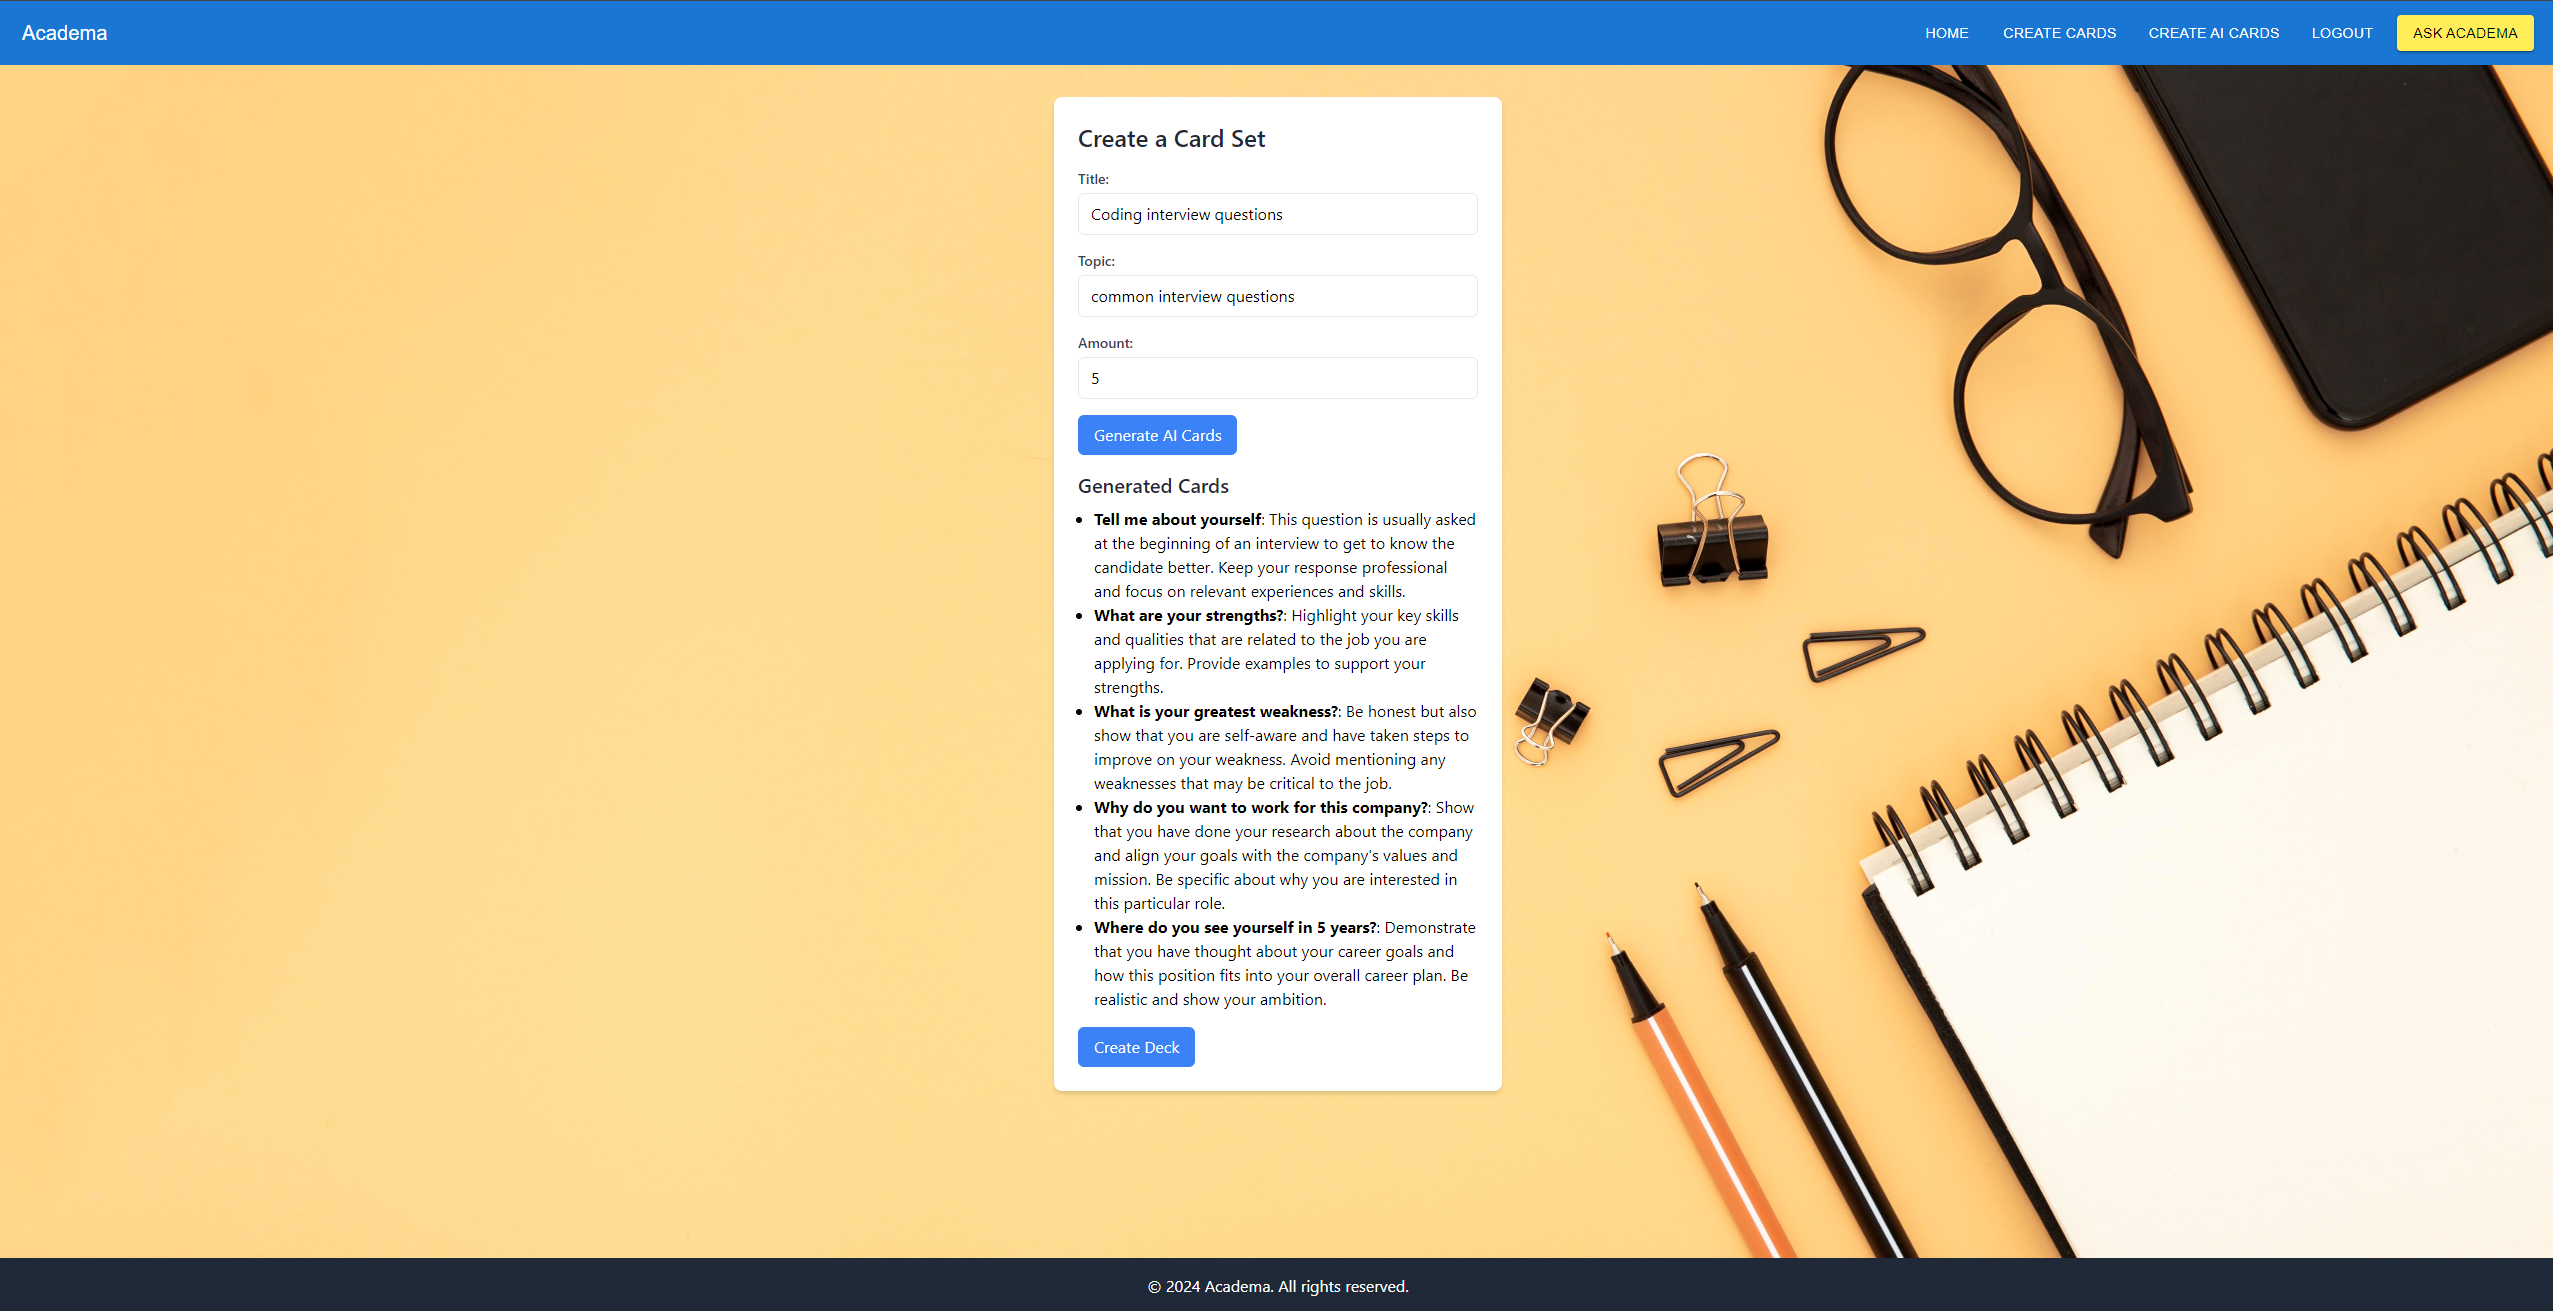 Academa
HOME
CREATE CARDS
CREATE AI CARDS
LOGOUT
ASK ACADEMA
Create a Card Set
Title:
Coding interview questions
Topic:
common interview questions
Amount:
5
Generate AI Cards
Generated Cards
Tell me about yourself: This question is usually asked
at the beginning of an interview to get to know the
candidate better. Keep your response professional
and focus on relevant experiences and skills.
What are your strengths?: Highlight your key skills
and qualities that are related to the job you are
applying for. Provide examples to support your
strengths.
What is your greatest weakness?: Be honest but also
show that you are self-aware and have taken steps to
improve on your weakness. Avoid mentioning any
weaknesses that may be critical to the job.
Why do you want to work for this company?: Show
that you have done your research about the company
and align your goals with the company's values and
mission. Be specific about why you are interested in
this particular role.
Where do you see yourself in 5 years?: Demonstrate
that you have thought about your career goals and
how this position fits into your overall career plan. Be
realistic and show your ambition.
Create Deck
© 2024 Academa. All rights reserved.